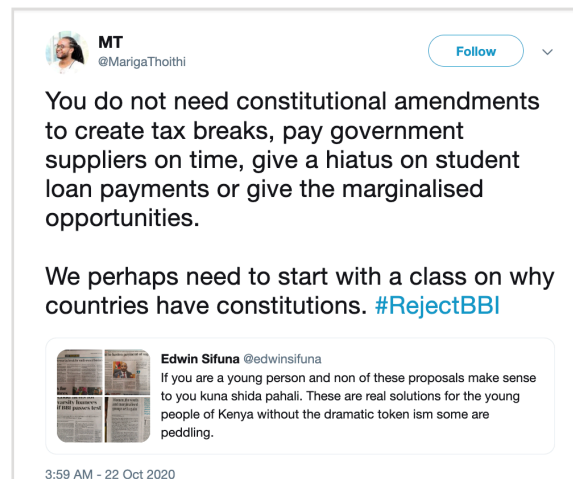 MT
@MarigaThoithi
Follow
You do not need constitutional amendments
to create tax breaks, pay government
suppliers on time, give a hiatus on student
loan payments or give the marginalised
opportunities.
We perhaps need to start with a class on why
countries have constitutions. #RejectBBI
Edwin Sifuna @edwinsifuna
If you are a young person and non of these proposals make sense
to you kuna shida pahali. These are real solutions for the young
people of Kenya without the dramatic token ism some are
peddling.
3:59 AM - 22 Oct 2020